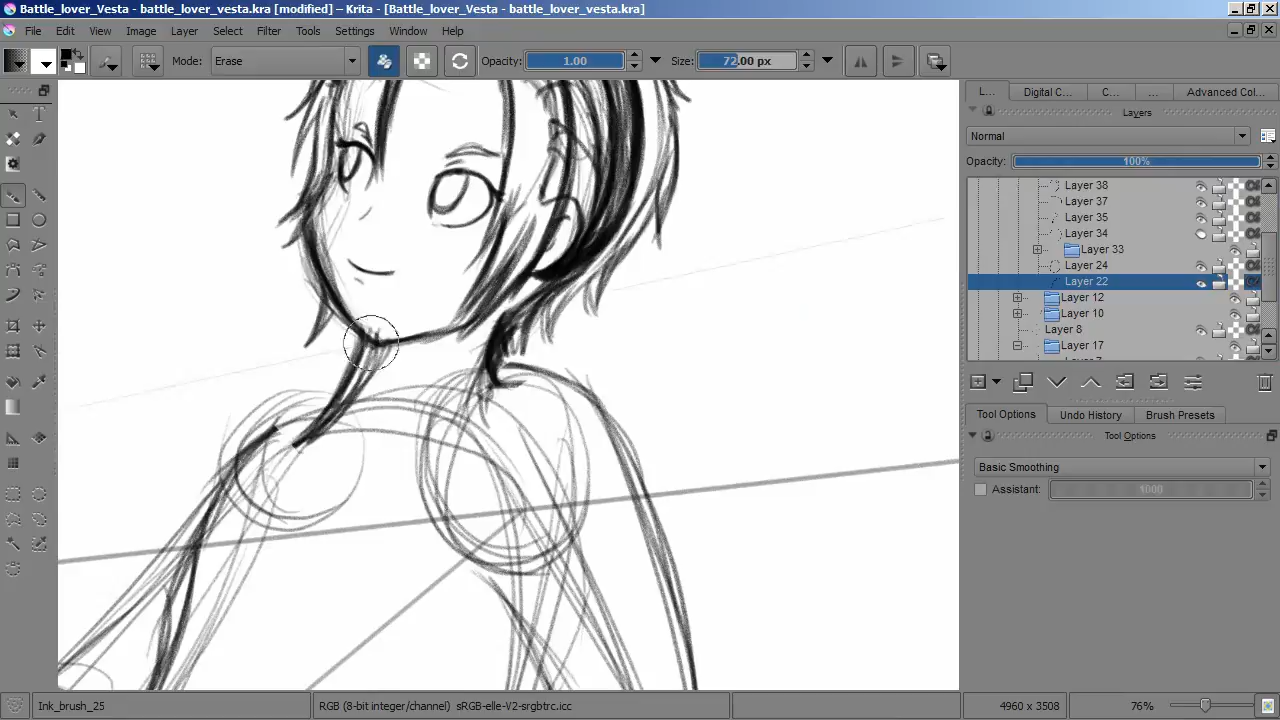 Battle_lover_Vesta - battle_lover_vesta.kra [modified] - Krita - [Battle_Lover_Vesta - battle_lover_vesta.kra]
File Edit View Image Layer Select Filter Tools Settings Window Help
Mode: Erase Opacity: 1.00 Size: 72.00 px
L... Digital C... C... ... Advanced Col...
Layers
Normal
Opacity: 100%
Layer 38
Layer 37
Layer 35
Layer 34
Layer 33
Layer 24
Layer 22
Layer 12
Layer 10
Layer 8
Layer 17
Tool Options Undo History Brush Presets
Tool Options
Basic Smoothing
Assistant: 1000
Ink_brush_25 RGB (8-bit integer/channel) sRGB-elle-V2-srgbtrc.icc 4960 x 3508 76%